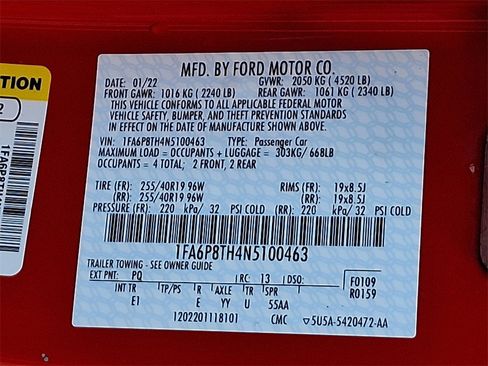 MFD. BY FORD MOTOR CO.
DATE: 01/22 GVWR: 2050 KG ( 4520 LB)
FRONT GAWR: 1016 KG ( 2240 LB) REAR GAWR: 1061 KG ( 2340 LB)
THIS VEHICLE CONFORMS TO ALL APPLICABLE FEDERAL MOTOR
VEHICLE SAFETY, BUMPER, AND THEFT PREVENTION STANDARDS
IN EFFECT ON THE DATE OF MANUFACTURE SHOWN ABOVE.
VIN: 1FA6P8TH4N5100463 TYPE: Passenger Car
MAXIMUM LOAD = OCCUPANTS + LUGGAGE = 303KG/ 668LB
OCCUPANTS = 4 TOTAL; 2 FRONT, 2 REAR
TIRE (FR): 255/40R19 96W RIMS (FR): 19x8.5J
(RR): 255/40R19 96W (RR): 19x8.5J
PRESSURE (FR): 220 kPa/ 32 PSI COLD (RR): 220 kPa/ 32 PSI COLD
1FA6P8TH4N5100463
TRAILER TOWING - SEE OWNER GUIDE
EXT PNT: PQ RC: 13 DSO: F0109
INT TR TP/PS R AXLE TR SPR R0159
E1 E YY U 55AA
1202201118101 CMC 5U5A-5420472-AA
TION
2
1FA6P8TH4